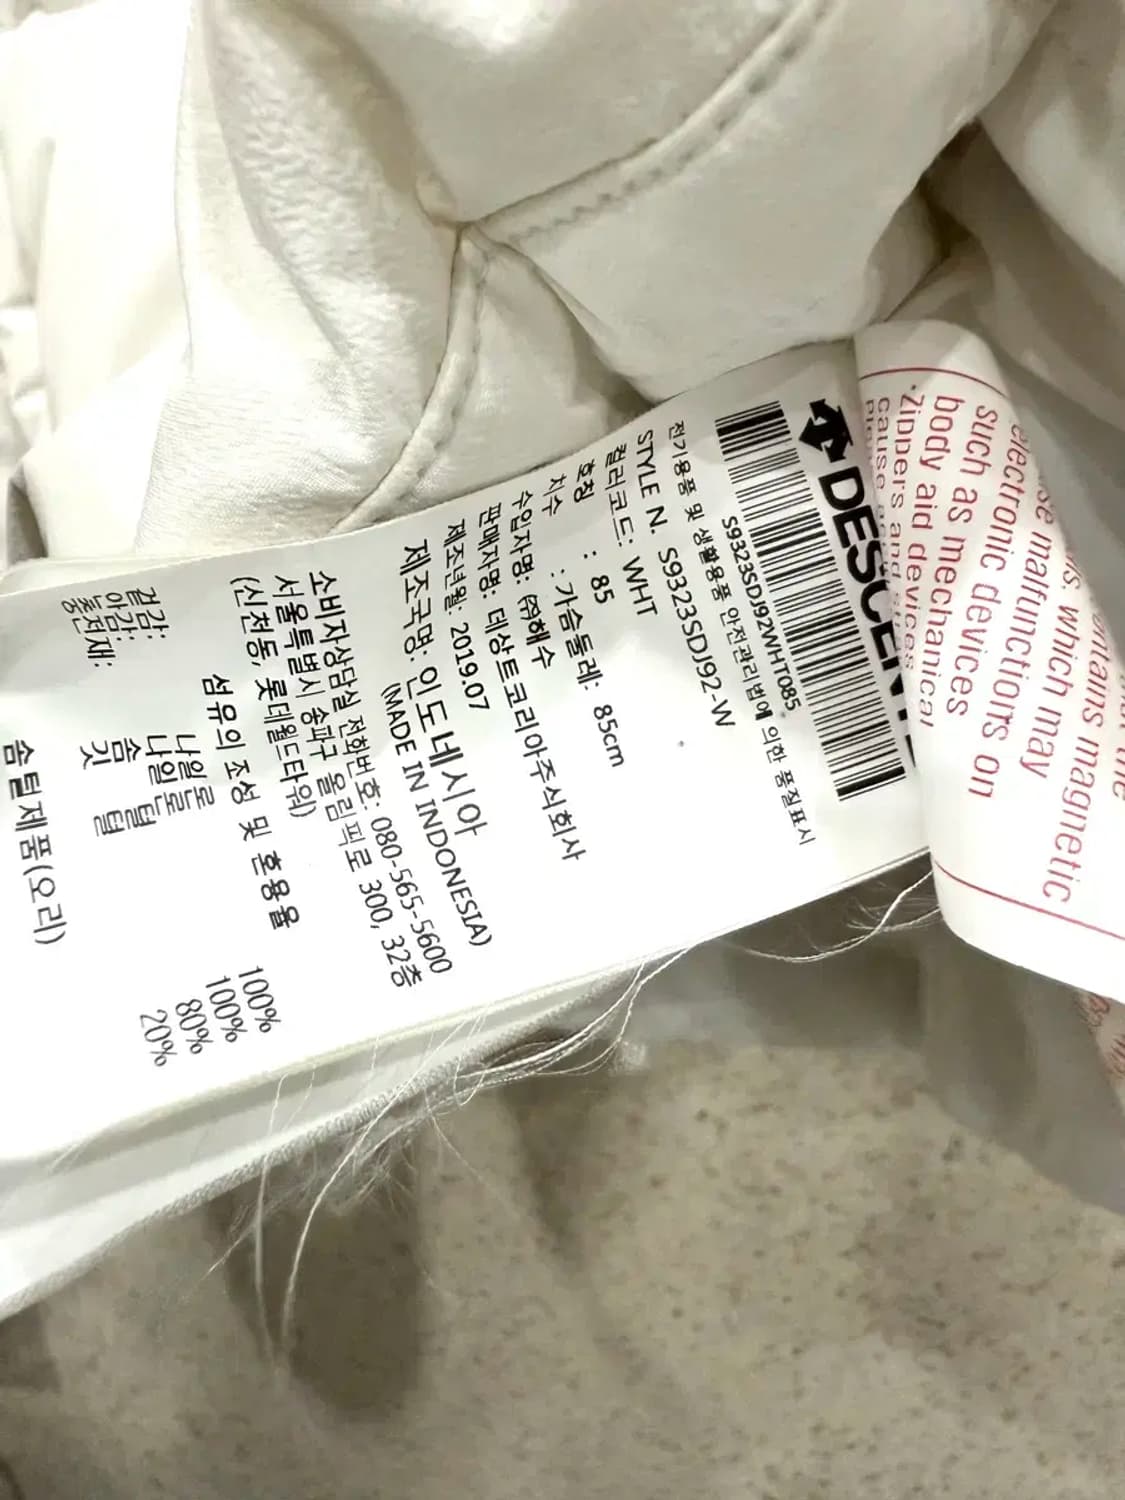 DESCENTE
S9323SDJ92WHT085
전기용품 및 생활용품 안전관리법에 의한 품질표시
STYLE N. S9323SDJ92-W
컬러코드: WHT
호칭 : 85
치수 : 가슴둘레: 85cm
수입자명: ㈜해수
판매자명: 데상트코리아주식회사
제조년월: 2019.07
제조국명: 인도네시아
(MADE IN INDONESIA)
소비자상담실 전화번호: 080-565-5600
서울특별시 송파구 올림픽로 300, 32층
(신천동, 롯데월드타워)
섬유의 조성 및 혼용율
겉감: 나일론 100%
안감: 나일론 100%
충전재: 솜털 80%
깃털 20%
솜털제품(오리)
contains magnetic
which may
malfunctions on
electronic devices
such as mechanical
body aid devices
·Zippers and
cause